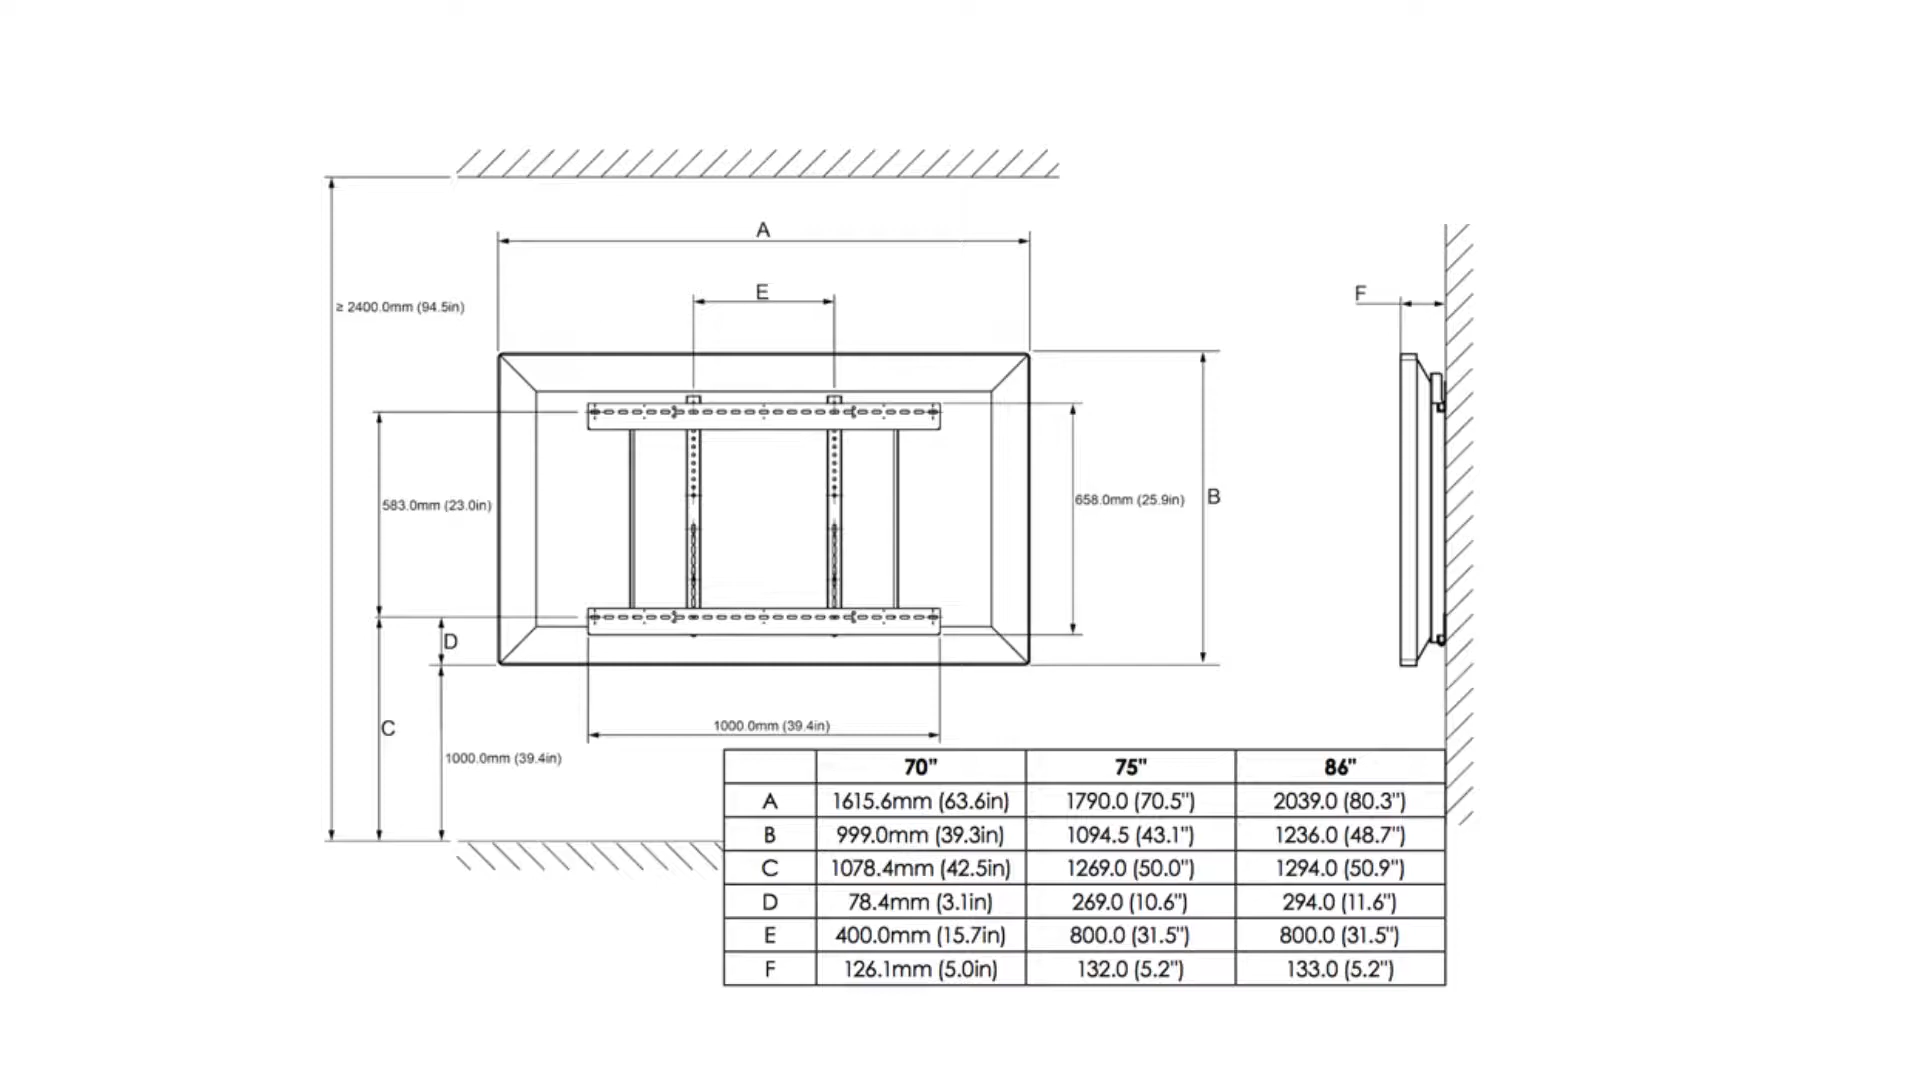 A
E
F
≥ 2400.0mm (94.5in)
583.0mm (23.0in)
658.0mm (25.9in)
B
D
C
1000.0mm (39.4in)
1000.0mm (39.4in)
70" 75" 86"
A 1615.6mm (63.6in) 1790.0 (70.5") 2039.0 (80.3")
B 999.0mm (39.3in) 1094.5 (43.1") 1236.0 (48.7")
C 1078.4mm (42.5in) 1269.0 (50.0") 1294.0 (50.9")
D 78.4mm (3.1in) 269.0 (10.6") 294.0 (11.6")
E 400.0mm (15.7in) 800.0 (31.5") 800.0 (31.5")
F 126.1mm (5.0in) 132.0 (5.2") 133.0 (5.2")